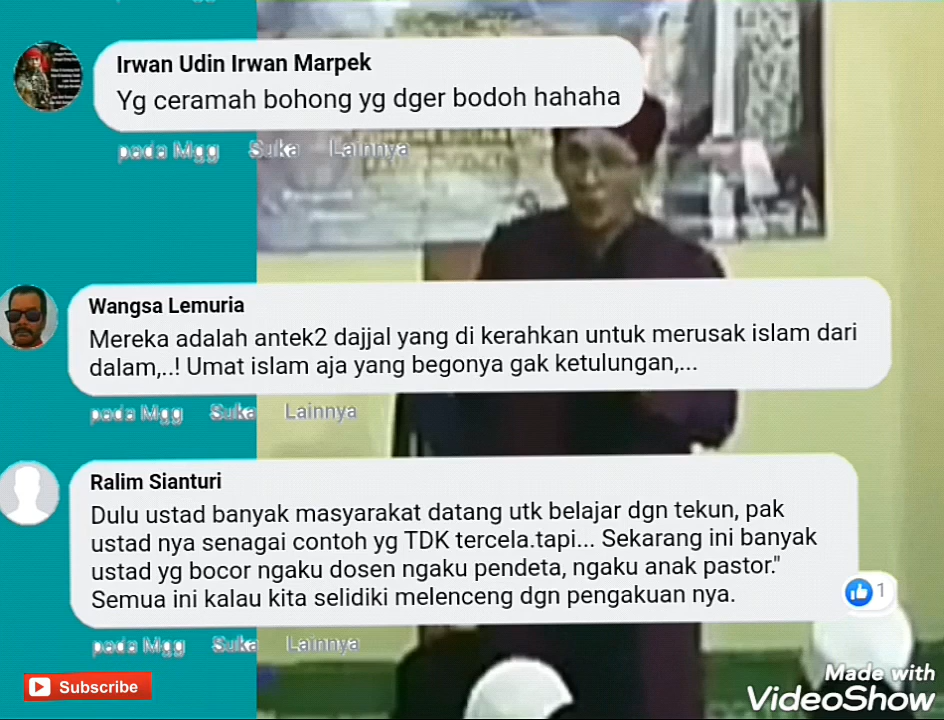 Irwan Udin Irwan Marpek
Yg ceramah bohong yg dger bodoh hahaha
pada Mgg Suka Lainnya
Wangsa Lemuria
Mereka adalah antek2 dajjal yang di kerahkan untuk merusak islam dari
dalam,..! Umat islam aja yang begonya gak ketulungan,...
pada Mgg Suka Lainnya
Ralim Sianturi
Dulu ustad banyak masyarakat datang utk belajar dgn tekun, pak
ustad nya senagai contoh yg TDK tercela.tapi... Sekarang ini banyak
ustad yg bocor ngaku dosen ngaku pendeta, ngaku anak pastor."
Semua ini kalau kita selidiki melenceng dgn pengakuan nya.
1
pada Mgg Suka Lainnya
Subscribe
Made with
VideoShow